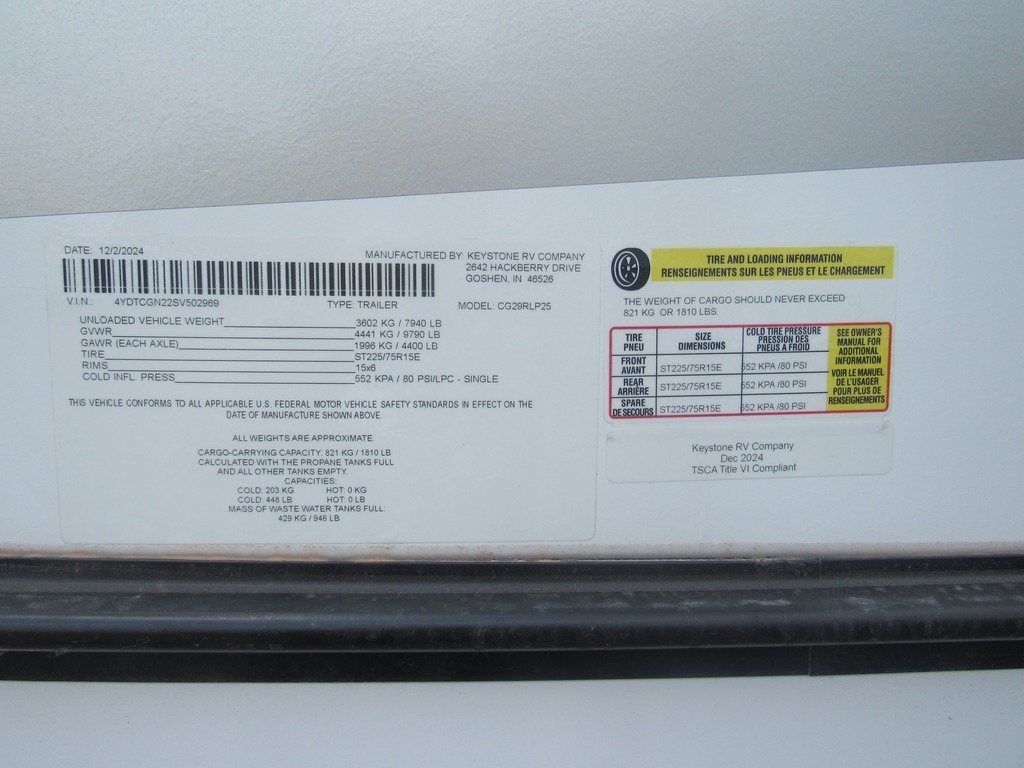 DATE: 12/2/2024
MANUFACTURED BY: KEYSTONE RV COMPANY
2642 HACKBERRY DRIVE
GOSHEN, IN 46526
V.I.N.: 4YDTCGN22SV502969 TYPE: TRAILER MODEL: CG29RLP25
UNLOADED VEHICLE WEIGHT 3602 KG / 7940 LB
GVWR 4441 KG / 9790 LB
GAWR (EACH AXLE) 1996 KG / 4400 LB
TIRE ST225/75R15E
RIMS 15x6
COLD INFL. PRESS 552 KPA / 80 PSI/LPC - SINGLE
THIS VEHICLE CONFORMS TO ALL APPLICABLE U.S. FEDERAL MOTOR VEHICLE SAFETY STANDARDS IN EFFECT ON THE
DATE OF MANUFACTURE SHOWN ABOVE.
ALL WEIGHTS ARE APPROXIMATE.
CARGO-CARRYING CAPACITY: 821 KG / 1810 LB
CALCULATED WITH THE PROPANE TANKS FULL
AND ALL OTHER TANKS EMPTY.
CAPACITIES:
COLD: 203 KG HOT: 0 KG
COLD: 448 LB HOT: 0 LB
MASS OF WASTE WATER TANKS FULL:
429 KG / 946 LB
TIRE AND LOADING INFORMATION
RENSEIGNEMENTS SUR LES PNEUS ET LE CHARGEMENT
THE WEIGHT OF CARGO SHOULD NEVER EXCEED
821 KG OR 1810 LBS.
TIRE
PNEU
SIZE
DIMENSIONS
COLD TIRE PRESSURE
PRESSION DES
PNEUS A FROID
FRONT
AVANT
ST225/75R15E 552 KPA /80 PSI
REAR
ARRIÈRE
ST225/75R15E 552 KPA /80 PSI
SPARE
DE SECOURS
ST225/75R15E 552 KPA /80 PSI
SEE OWNER'S
MANUAL FOR
ADDITIONAL
INFORMATION
VOIR LE MANUEL
DE L'USAGER
POUR PLUS DE
RENSEIGNEMENTS
Keystone RV Company
Dec 2024
TSCA Title VI Compliant